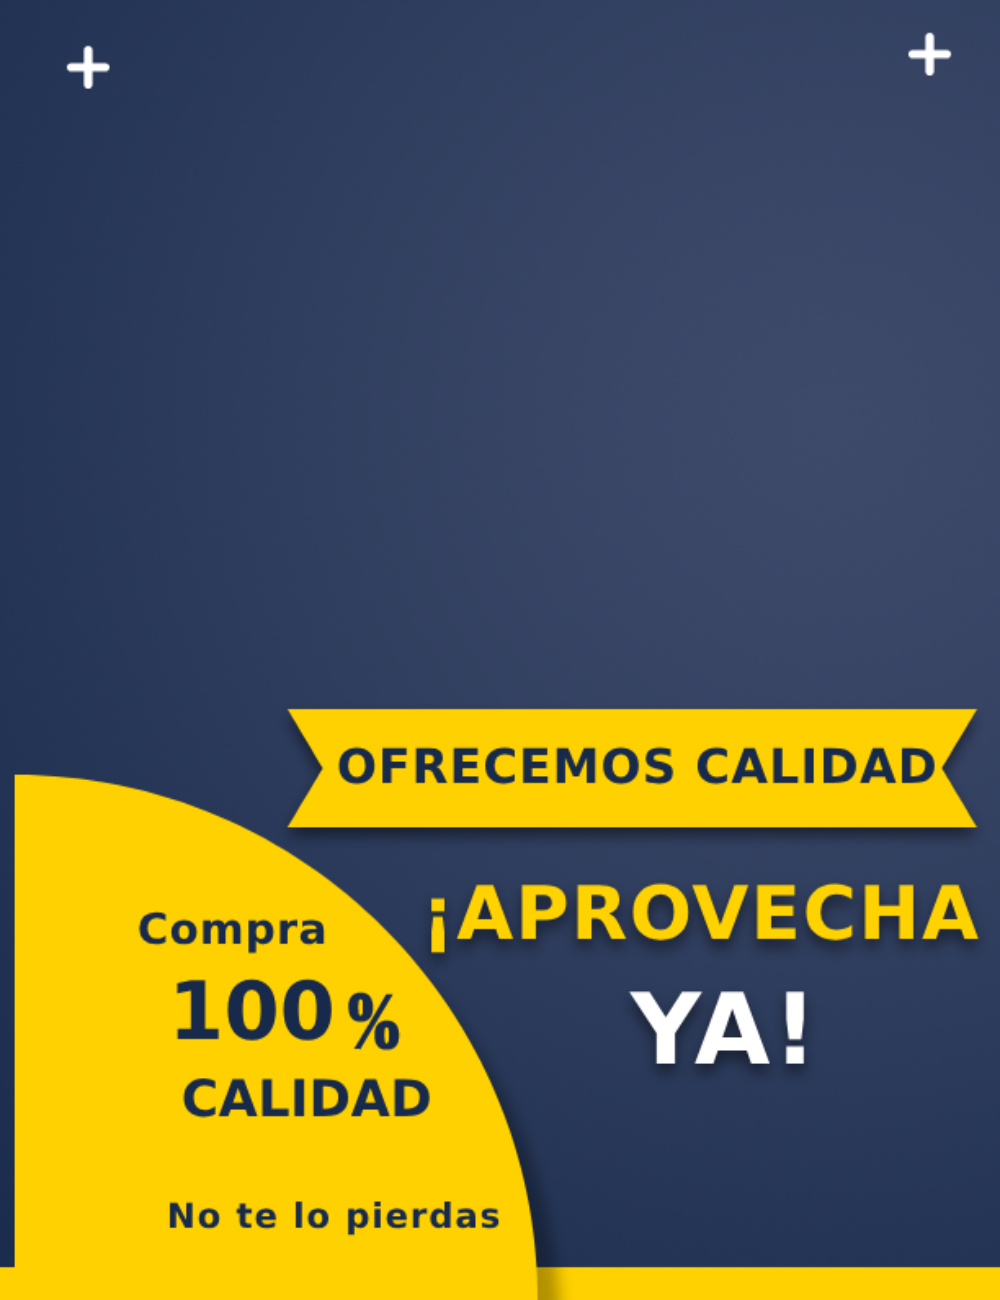 OFRECEMOS CALIDAD
¡APROVECHA
YA!
Compra
100 %
CALIDAD
No te lo pierdas